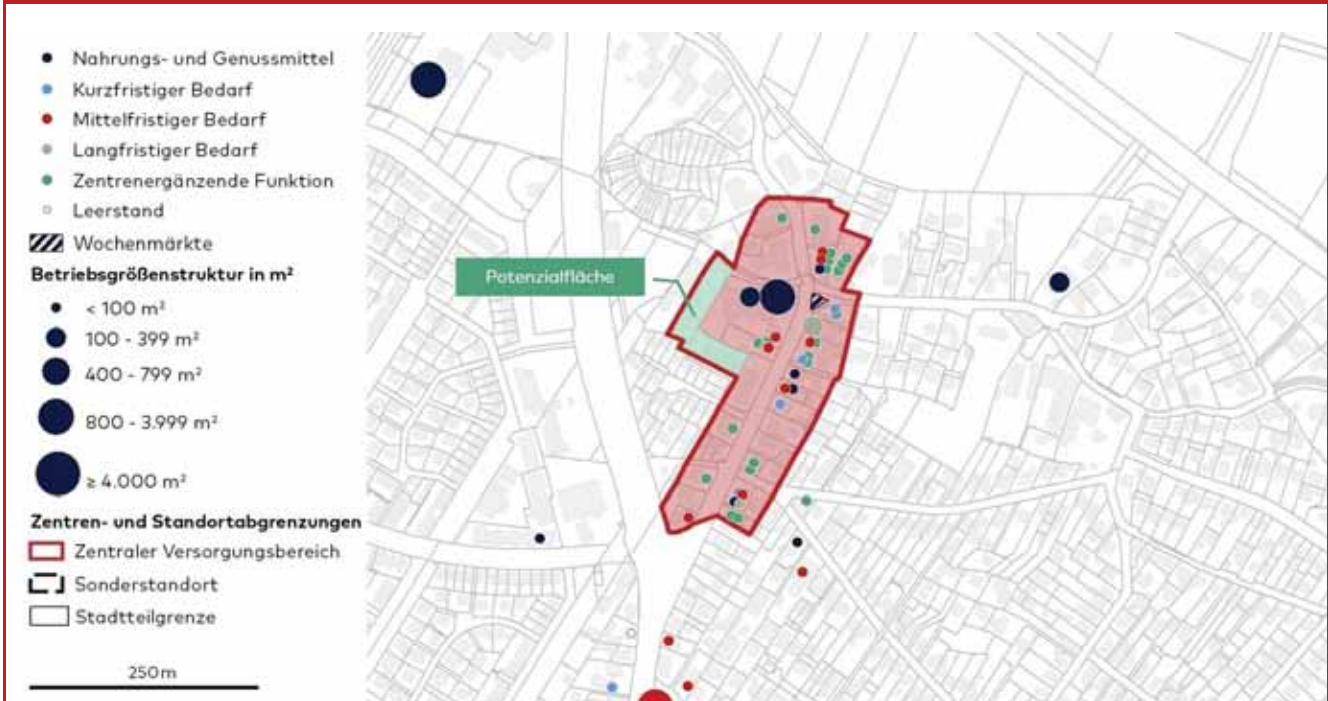 Nahrungs- und Genussmittel
Kurzfristiger Bedarf
Mittelfristiger Bedarf
Langfristiger Bedarf
Zentrenergänzende Funktion
Leerstand
Wochenmärkte
Betriebsgrößenstruktur in m²
< 100 m²
100 - 399 m²
400 - 799 m²
800 - 3.999 m²
≥ 4.000 m²
Zentren- und Standortabgrenzungen
Zentraler Versorgungsbereich
Sonderstandort
Stadtteilgrenze
250m
Potenzialfläche